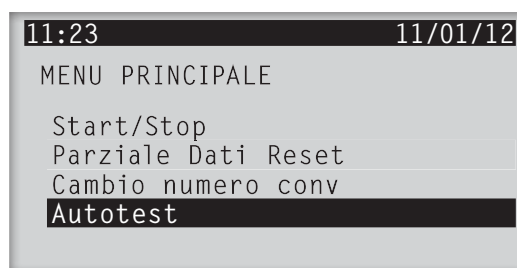 11:23 11/01/12
MENU PRINCIPALE
Start/Stop
Parziale Dati Reset
Cambio numero conv
Autotest